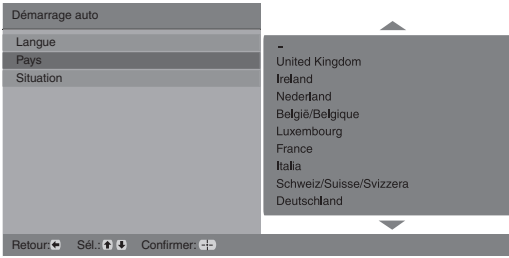 Démarrage auto
Langue
Pays
Situation
-
United Kingdom
Ireland
Nederland
België/Belgique
Luxembourg
France
Italia
Schweiz/Suisse/Svizzera
Deutschland
Retour: Sél.: Confirmer: